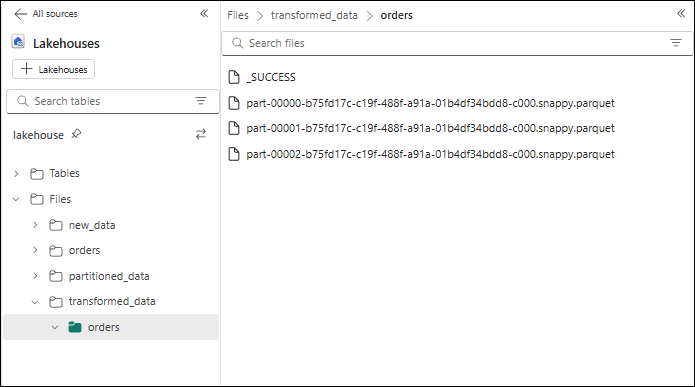 All sources
Lakehouses
Lakehouses
Search tables
lakehouse
Tables
Files
new_data
orders
partitioned_data
transformed_data
orders
Files > transformed_data > orders
Search files
_SUCCESS
part-00000-b75fd17c-c19f-488f-a91a-01b4df34bdd8-c000.snappy.parquet
part-00001-b75fd17c-c19f-488f-a91a-01b4df34bdd8-c000.snappy.parquet
part-00002-b75fd17c-c19f-488f-a91a-01b4df34bdd8-c000.snappy.parquet